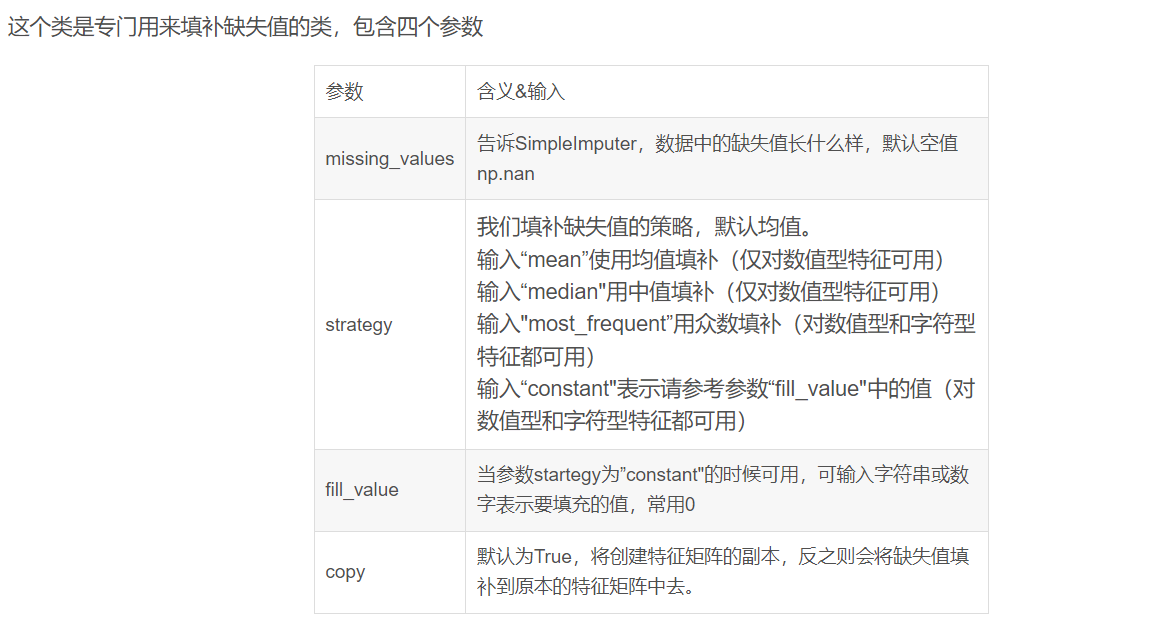 这个类是专门用来填补缺失值的类，包含四个参数
参数
含义&输入
missing_values
告诉SimpleImputer，数据中的缺失值长什么样，默认空值
np.nan
strategy
我们填补缺失值的策略，默认均值。
输入“mean”使用均值填补（仅对数值型特征可用）
输入“median"用中值填补（仅对数值型特征可用）
输入"most_frequent”用众数填补（对数值型和字符型
特征都可用）
输入“constant"表示请参考参数“fill_value"中的值（对
数值型和字符型特征都可用）
fill_value
当参数startegy为”constant"的时候可用，可输入字符串或数
字表示要填充的值，常用0
copy
默认为True，将创建特征矩阵的副本，反之则会将缺失值填
补到原本的特征矩阵中去。